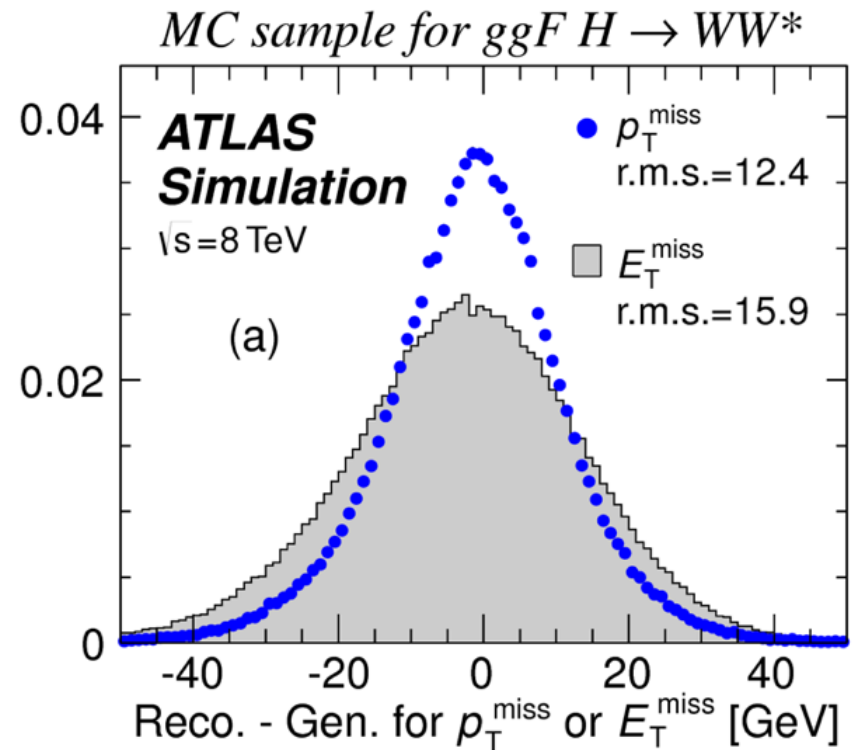 MC sample for ggF H → WW*
ATLAS
Simulation
√s=8 TeV
(a)
p_T^miss
r.m.s.=12.4
E_T^miss
r.m.s.=15.9
0.04
0.02
0
-40 -20 0 20 40
Reco. - Gen. for p_T^miss or E_T^miss [GeV]